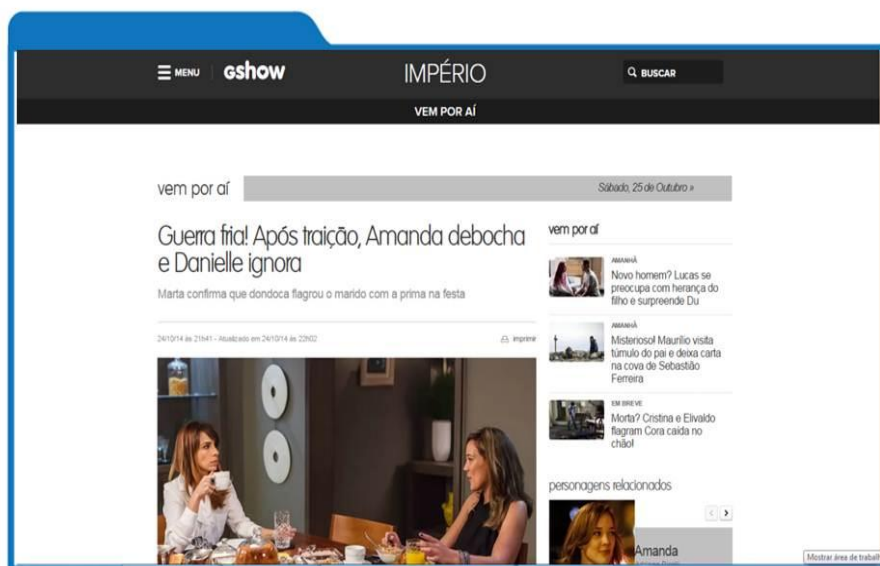 MENU GSHOW IMPÉRIO BUSCAR
VEM POR AÍ
vem por aí Sábado, 25 de Outubro »
Guerra fria! Após traição, Amanda debocha
e Danielle ignora
Marta confirma que dondoca flagrou o marido com a prima na festa
24/10/14 às 21h41 - Atualizado em 24/10/14 às 22h02 imprimir
vem por aí
AMANHÃ
Novo homem? Lucas se
preocupa com herança do
filho e surpreende Du
AMANHÃ
Misterioso! Maurílio visita
túmulo do pai e deixa carta
na cova de Sebastião
Ferreira
EM BREVE
Morta? Cristina e Elivaldo
flagram Cora caída no
chão!
personagens relacionados
Amanda
Mostrar área de trabalh